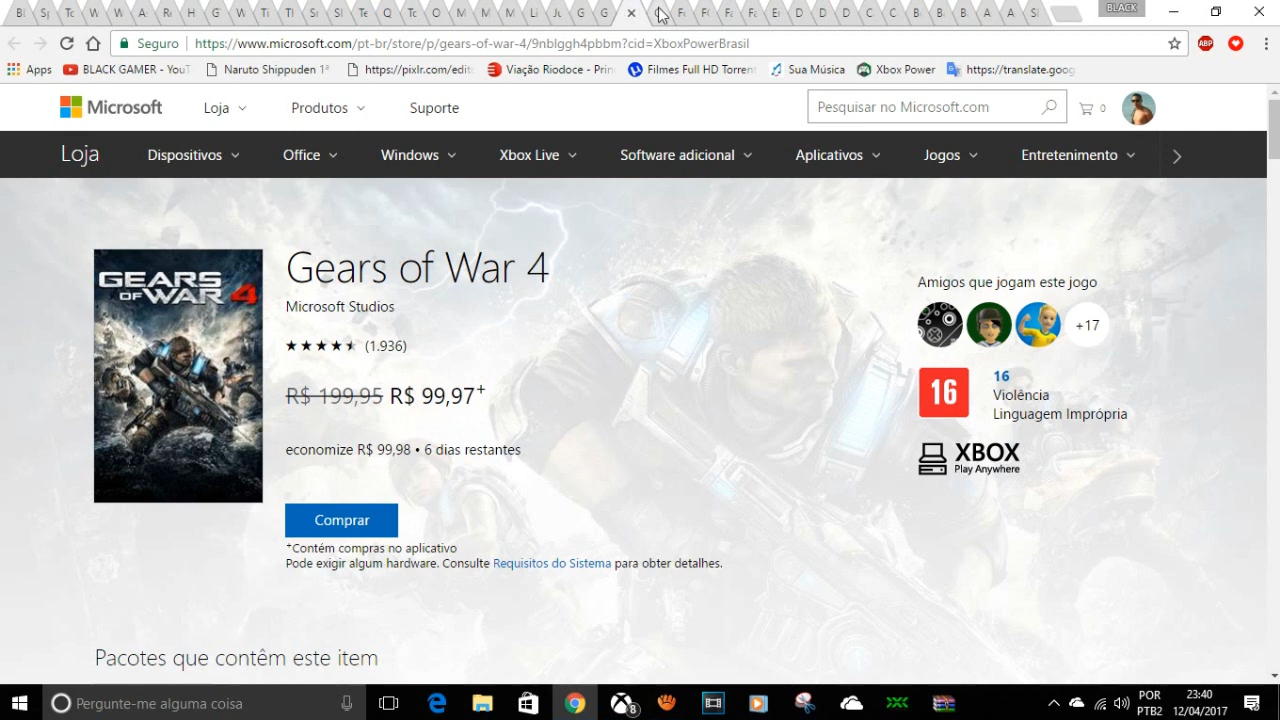 BLACK
Seguro
https://www.microsoft.com/pt-br/store/p/gears-of-war-4/9nblggh4pbbm?cid=XboxPowerBrasil
ABP
Apps
BLACK GAMER - YouT
Naruto Shippuden 1ª
https://pixlr.com/edito
Viação Riodoce - Prin
Filmes Full HD Torrent
Sua Música
Xbox Power
https://translate.goog
Microsoft
Loja
Produtos
Suporte
Pesquisar no Microsoft.com
0
Loja
Dispositivos
Office
Windows
Xbox Live
Software adicional
Aplicativos
Jogos
Entretenimento
GEARS OF WAR 4
Gears of War 4
Microsoft Studios
(1.936)
R$ 199,95 R$ 99,97+
economize R$ 99,98 • 6 dias restantes
Comprar
+Contém compras no aplicativo
Pode exigir algum hardware. Consulte Requisitos do Sistema para obter detalhes.
Amigos que jogam este jogo
+17
16
16
Violência
Linguagem Imprópria
XBOX
Play Anywhere
Pacotes que contêm este item
Pergunte-me alguma coisa
8
POR
PTB2
23:40
12/04/2017